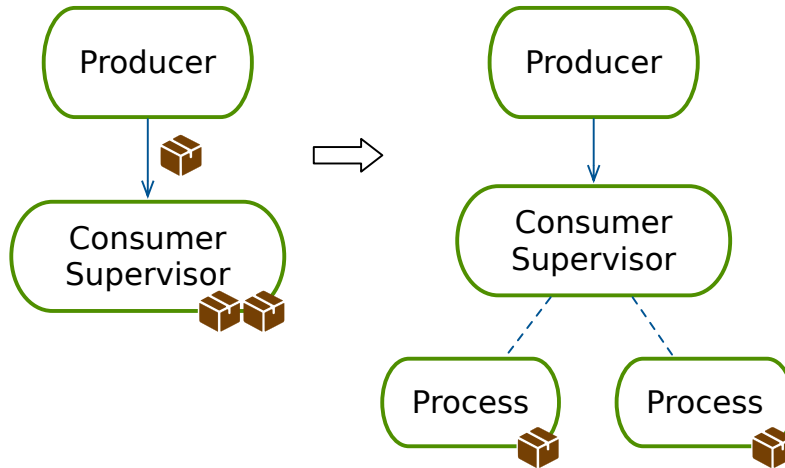 Producer
Consumer
Supervisor
Producer
Consumer
Supervisor
Process
Process